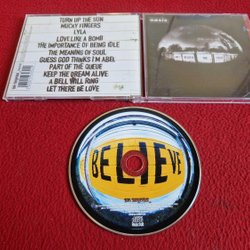 TURN UP THE SUN
MUCKY FINGERS
LYLA
LOVE LIKE A BOMB
THE IMPORTANCE OF BEING IDLE
THE MEANING OF SOUL
GUESS GOD THINKS I'M ABEL
PART OF THE QUEUE
KEEP THE DREAM ALIVE
A BELL WILL RING
LET THERE BE LOVE
oasis
BELIEVE